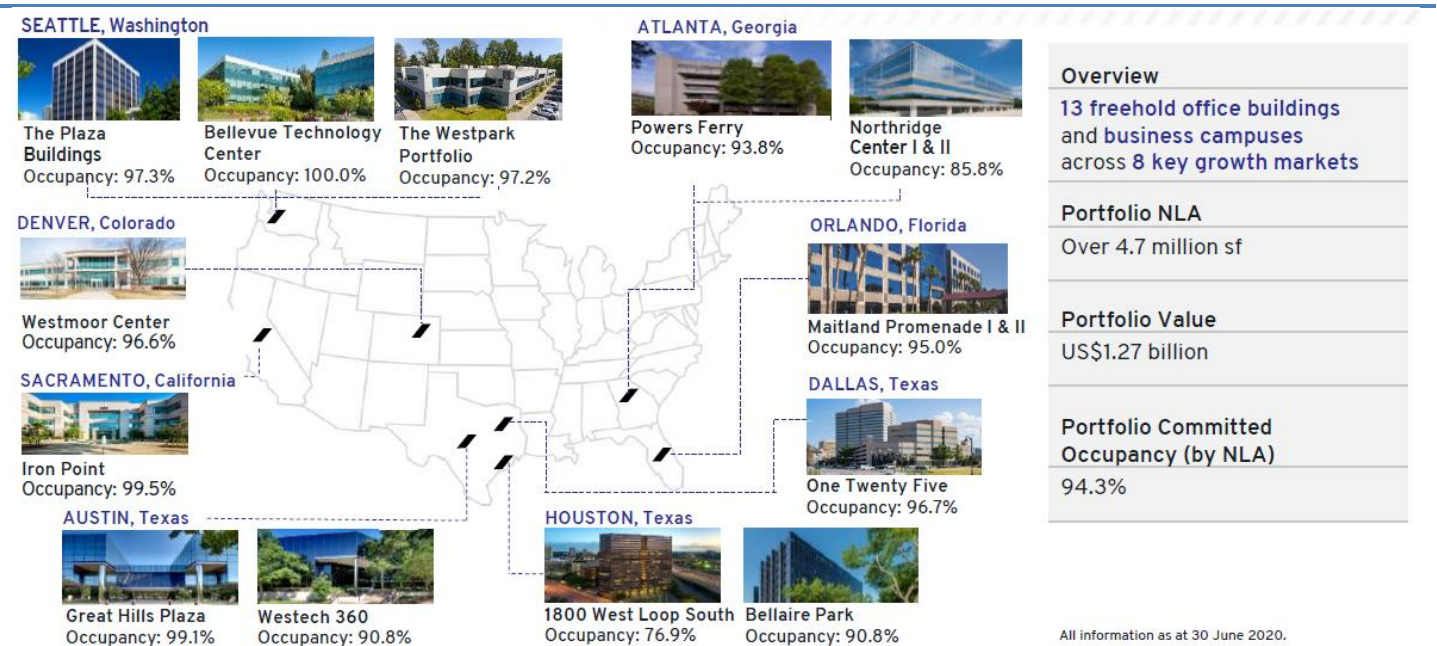 SEATTLE, Washington
The Plaza
Buildings
Occupancy: 97.3%
Bellevue Technology
Center
Occupancy: 100.0%
The Westpark
Portfolio
Occupancy: 97.2%
ATLANTA, Georgia
Powers Ferry
Occupancy: 93.8%
Northridge
Center I & II
Occupancy: 85.8%
DENVER, Colorado
Westmoor Center
Occupancy: 96.6%
ORLANDO, Florida
Maitland Promenade I & II
Occupancy: 95.0%
SACRAMENTO, California
Iron Point
Occupancy: 99.5%
DALLAS, Texas
One Twenty Five
Occupancy: 96.7%
AUSTIN, Texas
Great Hills Plaza
Occupancy: 99.1%
Westech 360
Occupancy: 90.8%
HOUSTON, Texas
1800 West Loop South
Occupancy: 76.9%
Bellaire Park
Occupancy: 90.8%
Overview
13 freehold office buildings
and business campuses
across 8 key growth markets
Portfolio NLA
Over 4.7 million sf
Portfolio Value
US$1.27 billion
Portfolio Committed
Occupancy (by NLA)
94.3%
All information as at 30 June 2020.